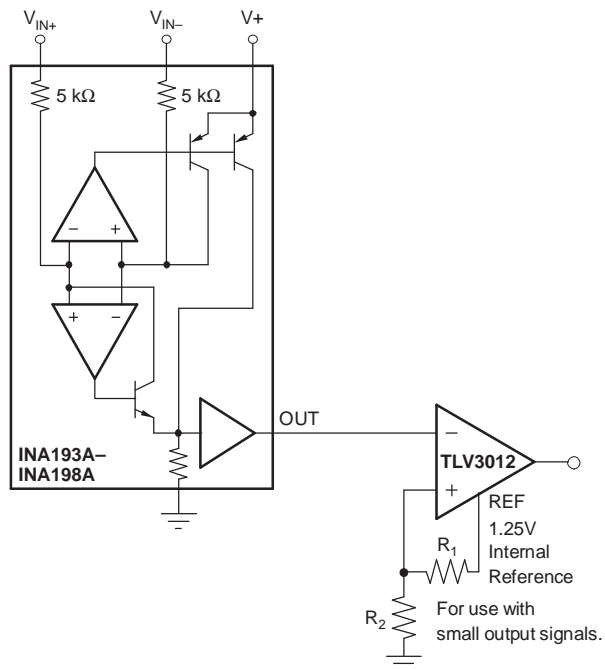 V_IN+
V_IN–
V+
5 kΩ
5 kΩ
–
+
+
–
OUT
INA193A–
INA198A
–
TLV3012
+
REF
1.25V
Internal
Reference
R_1
R_2
For use with
small output signals.